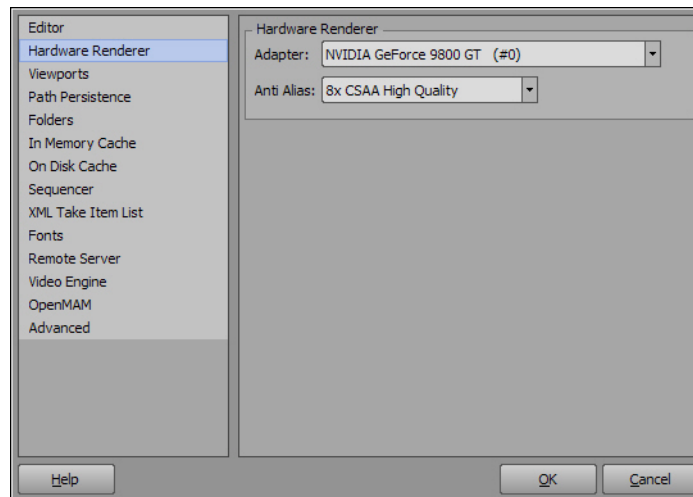 Editor
Hardware Renderer
Viewports
Path Persistence
Folders
In Memory Cache
On Disk Cache
Sequencer
XML Take Item List
Fonts
Remote Server
Video Engine
OpenMAM
Advanced
Hardware Renderer
Adapter: NVIDIA GeForce 9800 GT (#0)
Anti Alias: 8x CSAA High Quality
Help
OK
Cancel